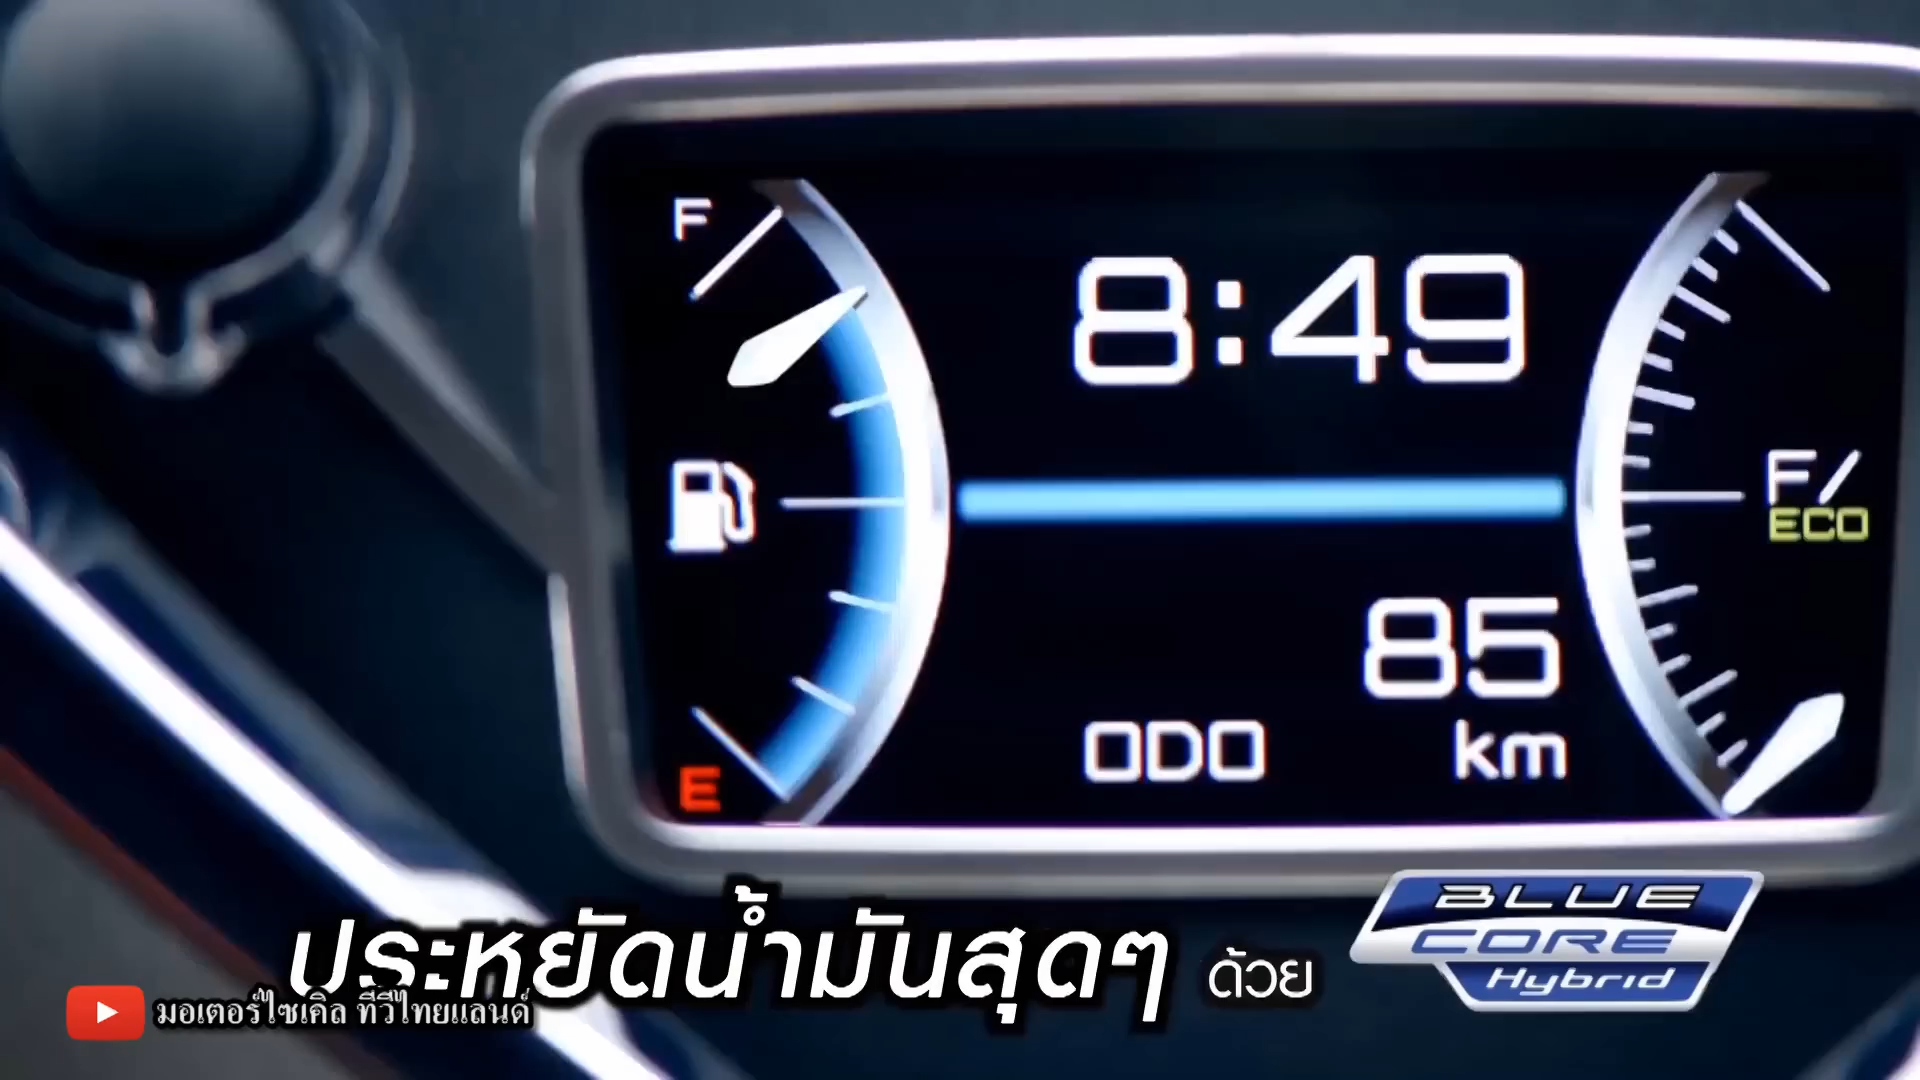 F
8:49
F/
ECO
85
ODO
km
E
ประหยัดน้ำมันสุดๆ ด้วย
BLUE
CORE
Hybrid
มอเตอร์ไซเคิล ทีวีไทยแลนด์